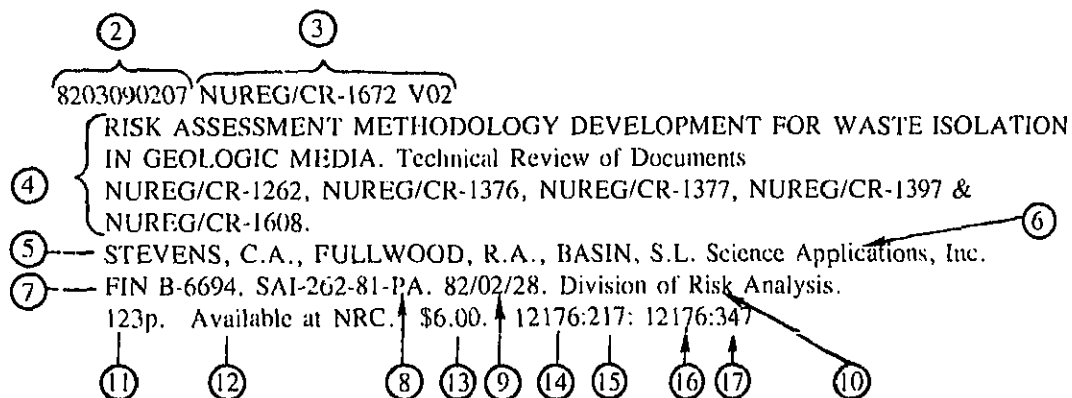 ② ③
8203090207 NUREG/CR-1672 V02
RISK ASSESSMENT METHODOLOGY DEVELOPMENT FOR WASTE ISOLATION
IN GEOLOGIC MEDIA. Technical Review of Documents
④ NUREG/CR-1262, NUREG/CR-1376, NUREG/CR-1377, NUREG/CR-1397 &
NUREG/CR-1608.
⑥
⑤ STEVENS, C.A., FULLWOOD, R.A., BASIN, S.L. Science Applications, Inc.
⑦ FIN B-6694. SAI-262-81-PA. 82/02/28. Division of Risk Analysis.
123p. Available at NRC. $6.00. 12176:217: 12176:347
⑪ ⑫ ⑧ ⑬ ⑨ ⑭ ⑮ ⑯ ⑰ ⑩